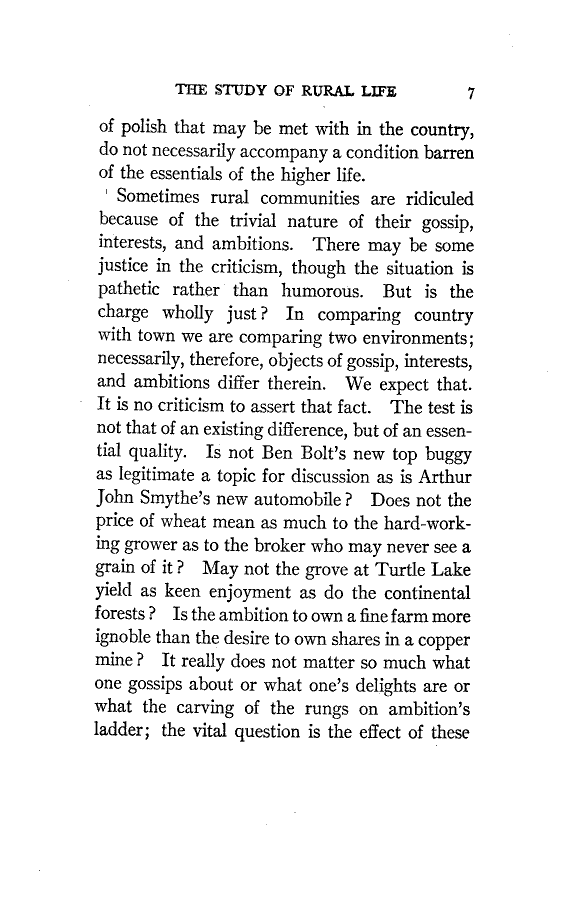 THE STUDY OF RURAL LIFE 7
of polish that may be met with in the country,
do not necessarily accompany a condition barren
of the essentials of the higher life.
Sometimes rural communities are ridiculed
because of the trivial nature of their gossip,
interests, and ambitions. There may be some
justice in the criticism, though the situation is
pathetic rather than humorous. But is the
charge wholly just? In comparing country
with town we are comparing two environments;
necessarily, therefore, objects of gossip, interests,
and ambitions differ therein. We expect that.
It is no criticism to assert that fact. The test is
not that of an existing difference, but of an essen-
tial quality. Is not Ben Bolt's new top buggy
as legitimate a topic for discussion as is Arthur
John Smythe's new automobile? Does not the
price of wheat mean as much to the hard-work-
ing grower as to the broker who may never see a
grain of it? May not the grove at Turtle Lake
yield as keen enjoyment as do the continental
forests? Is the ambition to own a fine farm more
ignoble than the desire to own shares in a copper
mine? It really does not matter so much what
one gossips about or what one's delights are or
what the carving of the rungs on ambition's
ladder; the vital question is the effect of these